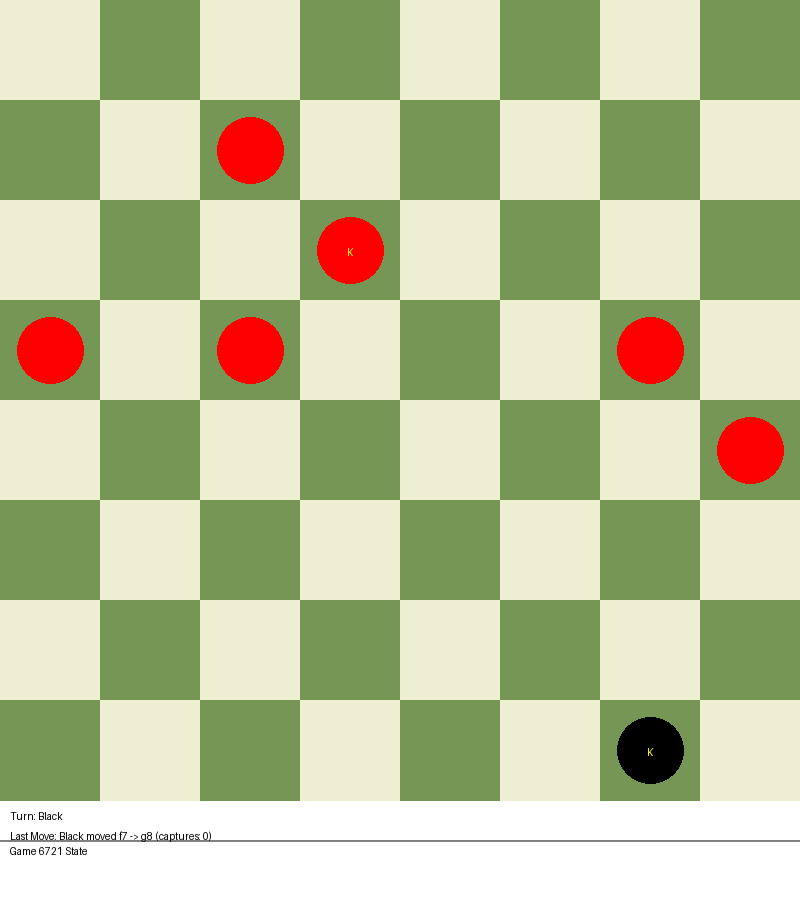 K
K
Turn: Black
Last Move: Black moved f7 -> g8 (captures: 0)
Game 6721 State